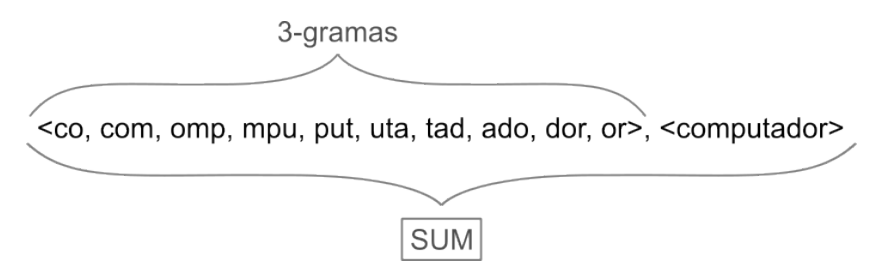 3-gramas
<co, com, omp, mpu, put, uta, tad, ado, dor, or>, <computador>
SUM